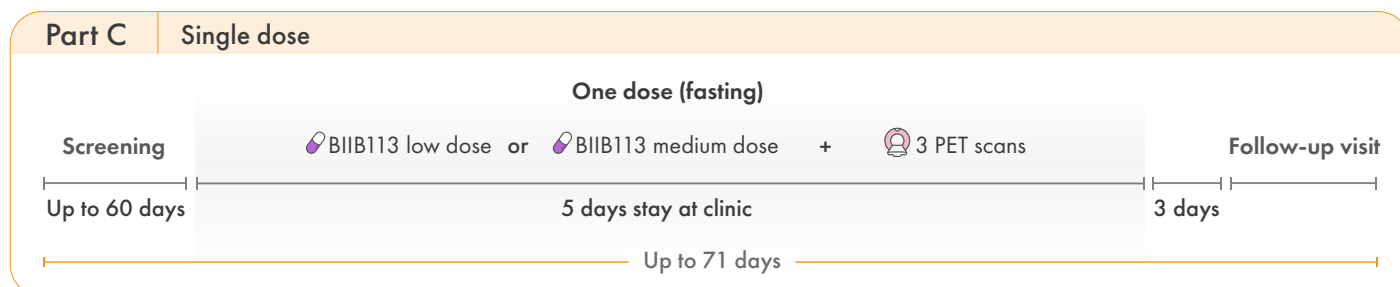 Part C Single dose
One dose (fasting)
Screening BIIB113 low dose or BIIB113 medium dose + 3 PET scans Follow-up visit
Up to 60 days 5 days stay at clinic 3 days
Up to 71 days